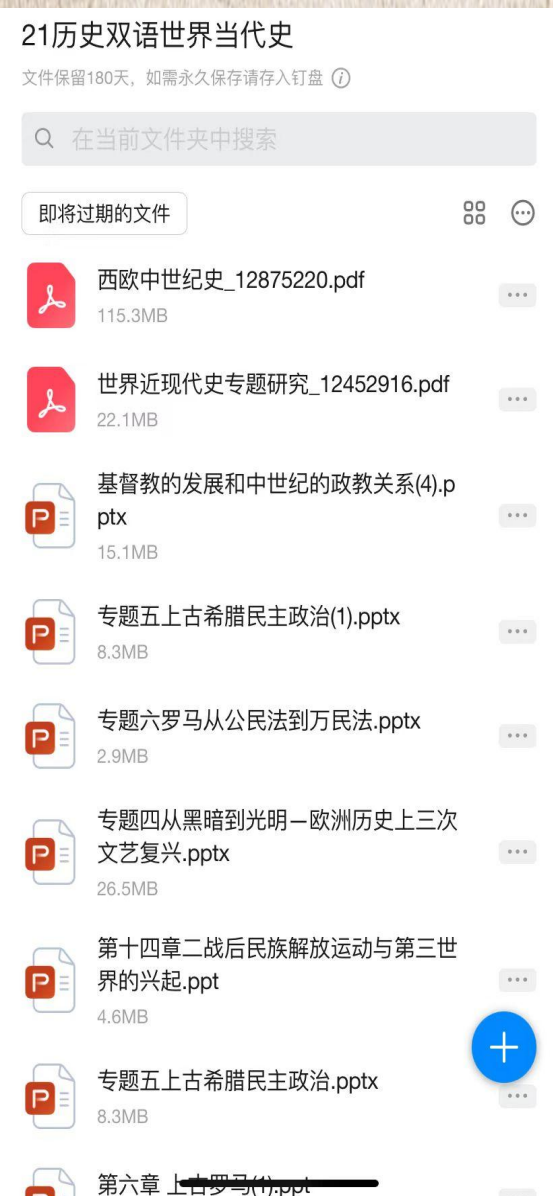 21历史双语世界当代史
文件保留180天，如需永久保存请存入钉盘
在当前文件夹中搜索
即将过期的文件
西欧中世纪史_12875220.pdf
115.3MB
世界近现代史专题研究_12452916.pdf
22.1MB
基督教的发展和中世纪的政教关系(4).p
ptx
15.1MB
专题五上古希腊民主政治(1).pptx
8.3MB
专题六罗马从公民法到万民法.pptx
2.9MB
专题四从黑暗到光明—欧洲历史上三次
文艺复兴.pptx
26.5MB
第十四章二战后民族解放运动与第三世
界的兴起.ppt
4.6MB
专题五上古希腊民主政治.pptx
8.3MB
第六章 上古罗马(1).ppt